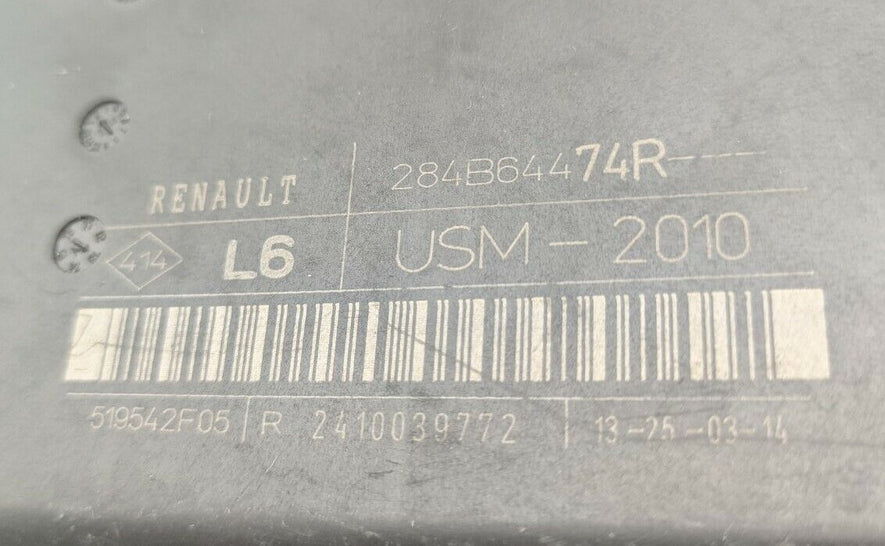 RENAULT 284B64474R----
414 L6 USM-2010
519542F05 R 2410039772 13-25-03-14